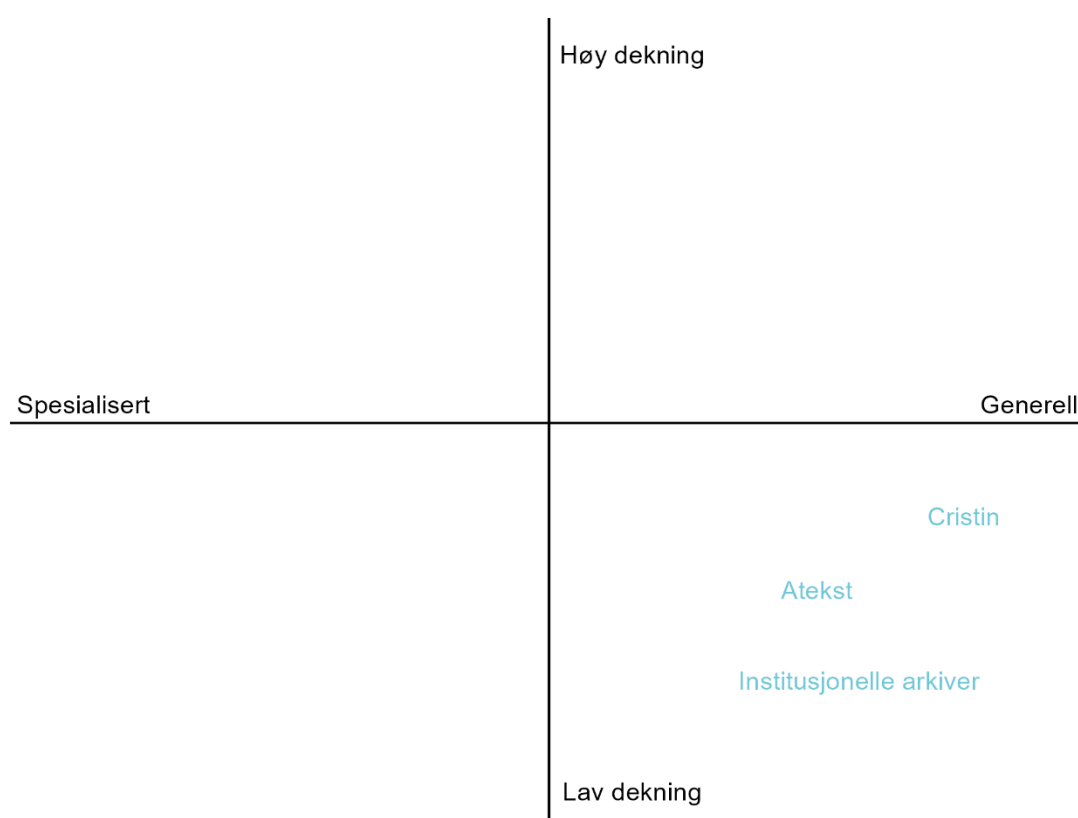 Høy dekning
Spesialisert
Generell
Cristin
Atekst
Institusjonelle arkiver
Lav dekning